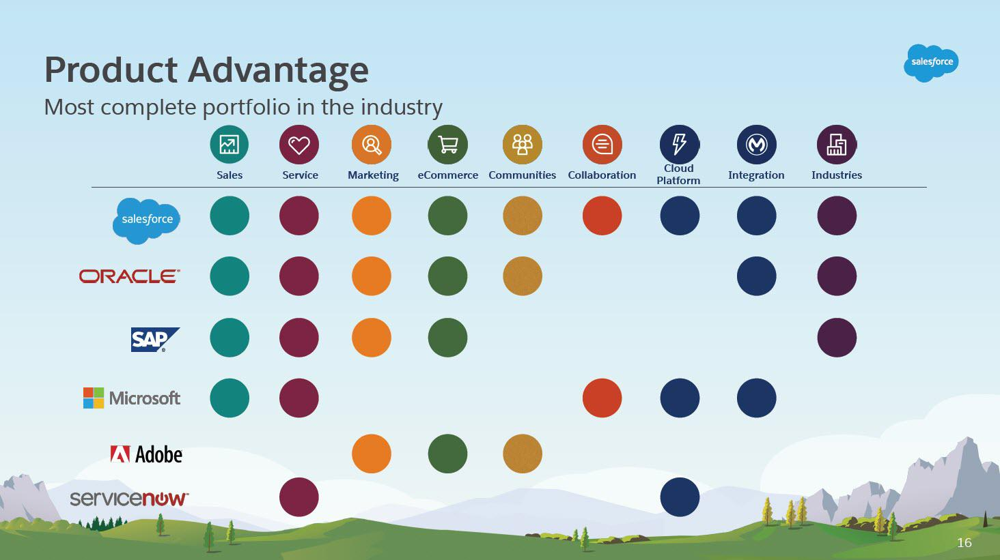 Product Advantage
salesforce
Most complete portfolio in the industry
Sales Service Marketing eCommerce Communities Collaboration Cloud Platform Integration Industries
salesforce
ORACLE®
SAP®
Microsoft
Adobe
servicenow™
16